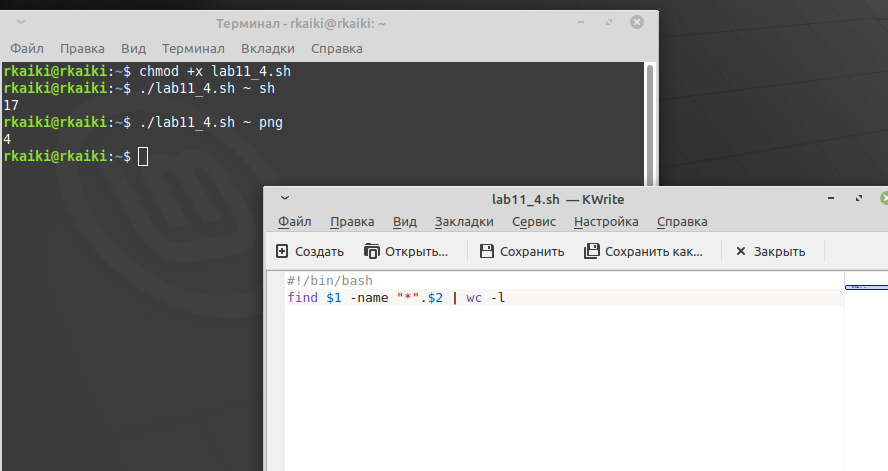 Терминал - rkaiki@rkaiki: ~
Файл Правка Вид Терминал Вкладки Справка
rkaiki@rkaiki:~$ chmod +x lab11_4.sh
rkaiki@rkaiki:~$ ./lab11_4.sh ~ sh
17
rkaiki@rkaiki:~$ ./lab11_4.sh ~ png
4
rkaiki@rkaiki:~$
lab11_4.sh — KWrite
Файл Правка Вид Закладки Сервис Настройка Справка
Создать Открыть... Сохранить Сохранить как... Закрыть
#!/bin/bash
find $1 -name "*".$2 | wc -l